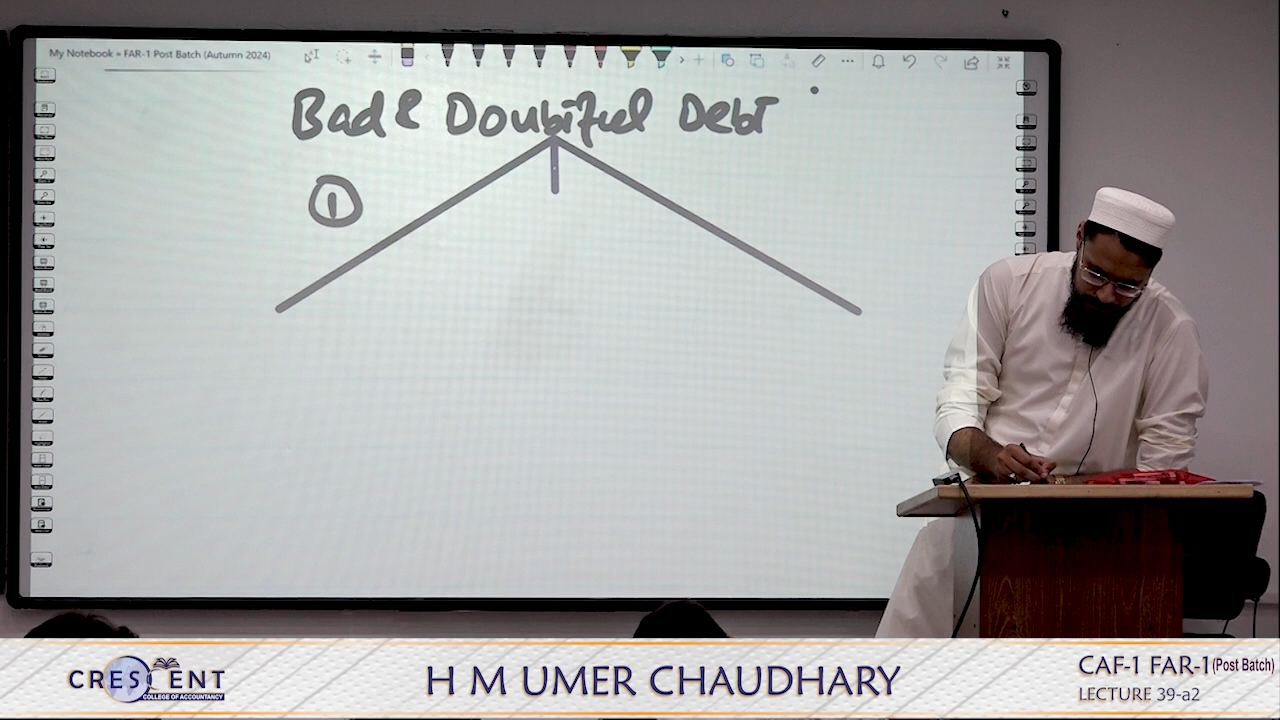 My Notebook » FAR-1 Post Batch (Autumn 2024)
Bad & Doubtful Debt
1
CRESCENT
COLLEGE OF ACCOUNTANCY
H M UMER CHAUDHARY
CAF-1 FAR-1 (Post Batch)
LECTURE 39-a2